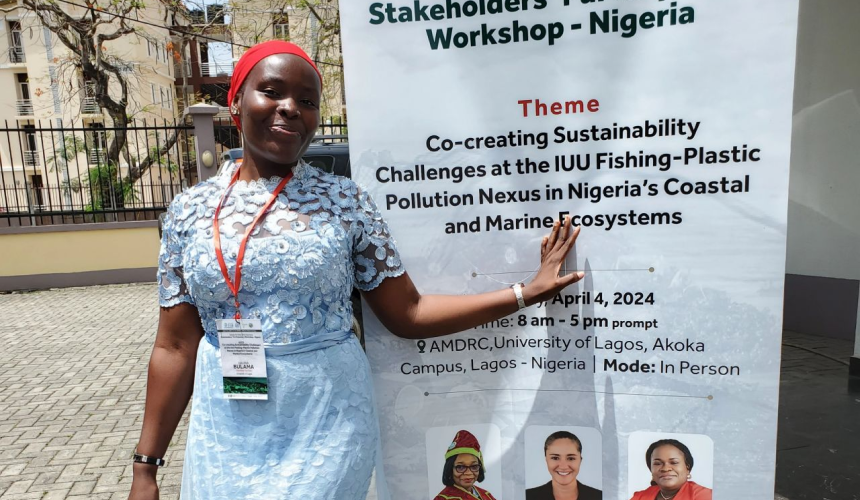 Stakeholders'
Workshop - Nigeria
Theme
Co-creating Sustainability
Challenges at the IUU Fishing-Plastic
Pollution Nexus in Nigeria's Coastal
and Marine Ecosystems
April 4, 2024
8 am - 5 pm prompt
AMDRC,University of Lagos, Akoka
Campus, Lagos - Nigeria | Mode: In Person
BULAMA